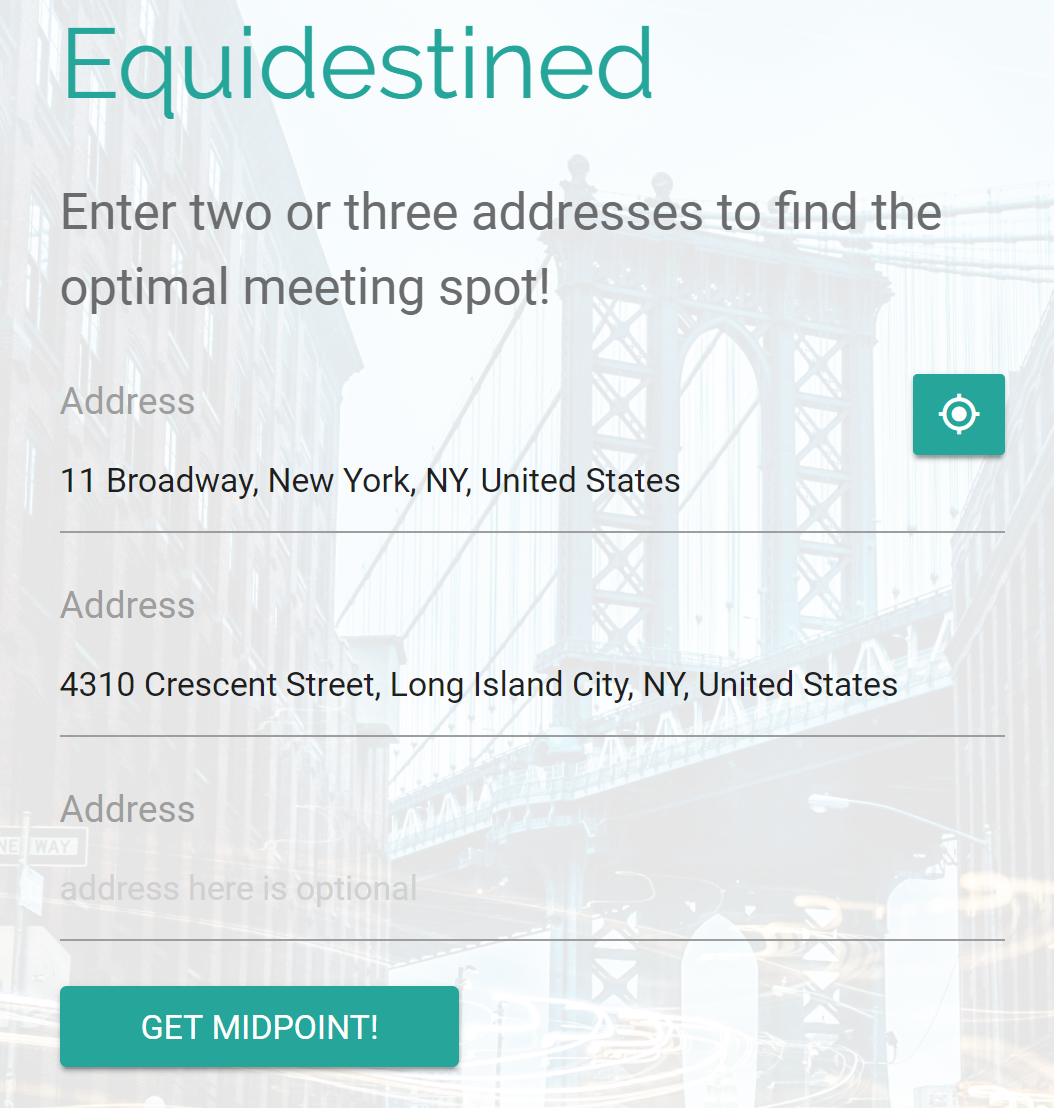 Equidestined
Enter two or three addresses to find the
optimal meeting spot!
Address
11 Broadway, New York, NY, United States
Address
4310 Crescent Street, Long Island City, NY, United States
Address
NE WAY
address here is optional
GET MIDPOINT!